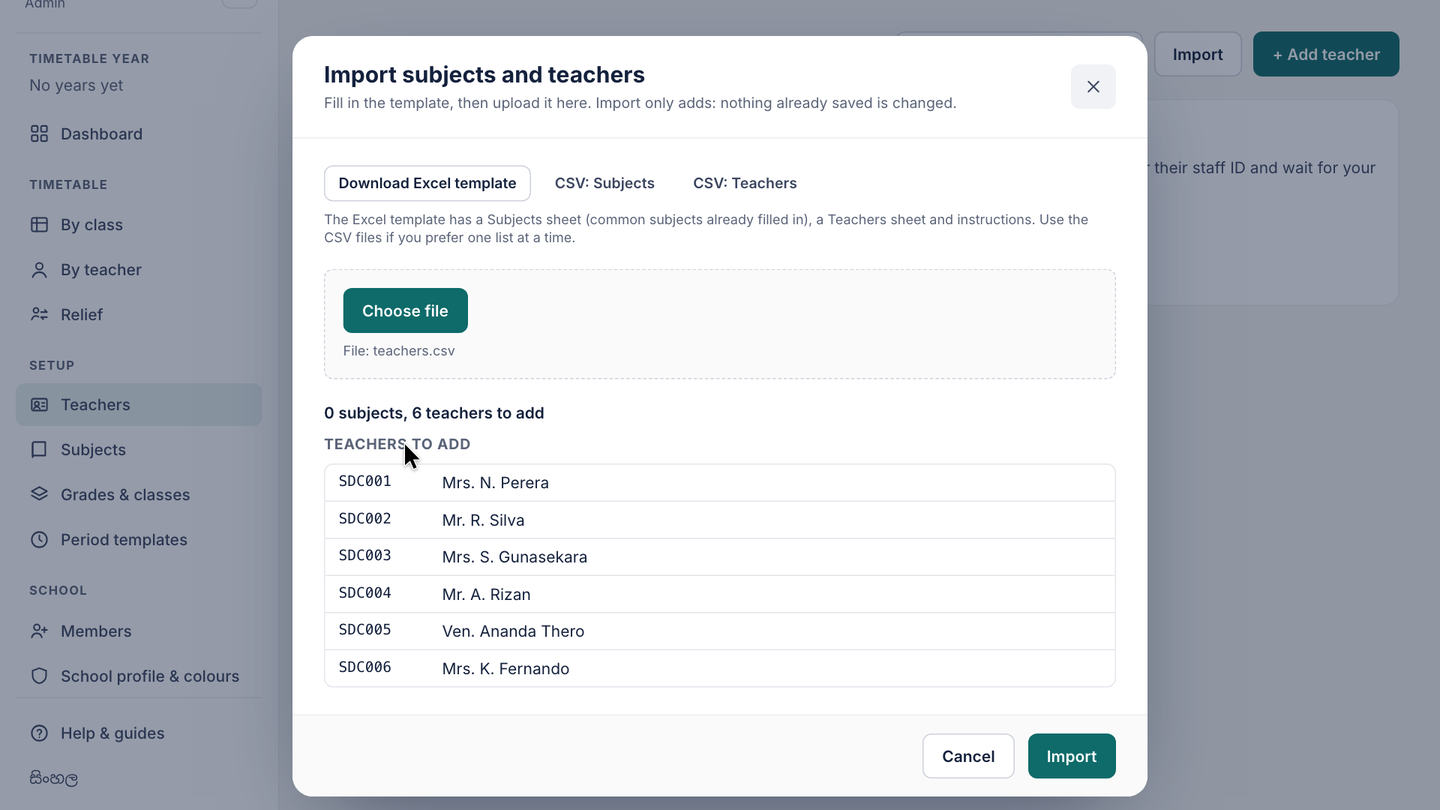 Admin
TIMETABLE YEAR
No years yet
Dashboard
TIMETABLE
By class
By teacher
Relief
SETUP
Teachers
Subjects
Grades & classes
Period templates
SCHOOL
Members
School profile & colours
Help & guides
සිංහල
Import
+ Add teacher
their staff ID and wait for your
Import subjects and teachers
Fill in the template, then upload it here. Import only adds: nothing already saved is changed.
Download Excel template
CSV: Subjects
CSV: Teachers
The Excel template has a Subjects sheet (common subjects already filled in), a Teachers sheet and instructions. Use the
CSV files if you prefer one list at a time.
Choose file
File: teachers.csv
0 subjects, 6 teachers to add
TEACHERS TO ADD
SDC001 Mrs. N. Perera
SDC002 Mr. R. Silva
SDC003 Mrs. S. Gunasekara
SDC004 Mr. A. Rizan
SDC005 Ven. Ananda Thero
SDC006 Mrs. K. Fernando
Cancel
Import